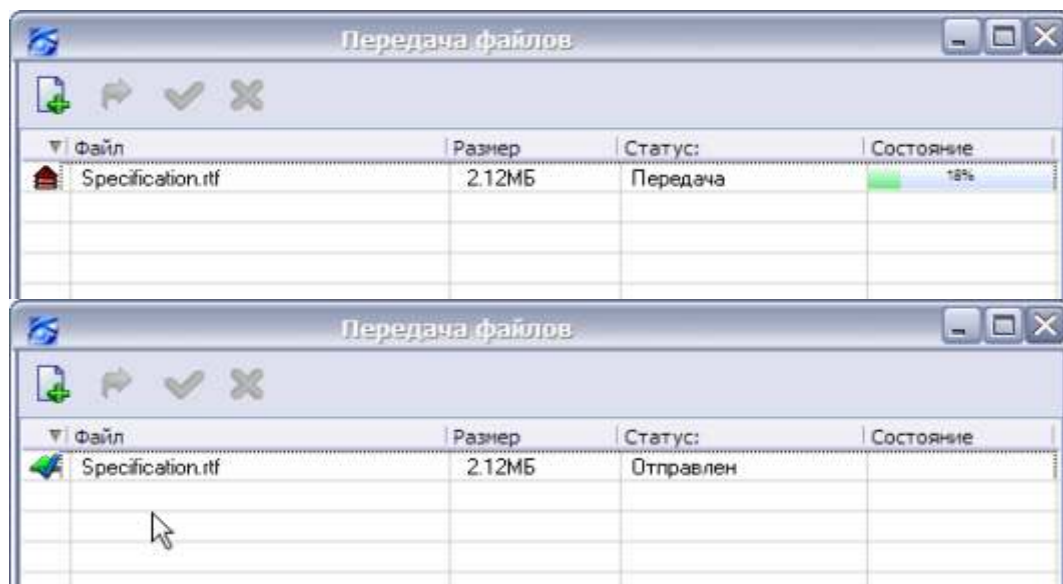 Передача файлов
Файл Размер Статус: Состояние
Specification.rtf 2.12МБ Передача 18%
Передача файлов
Файл Размер Статус: Состояние
Specification.rtf 2.12МБ Отправлен